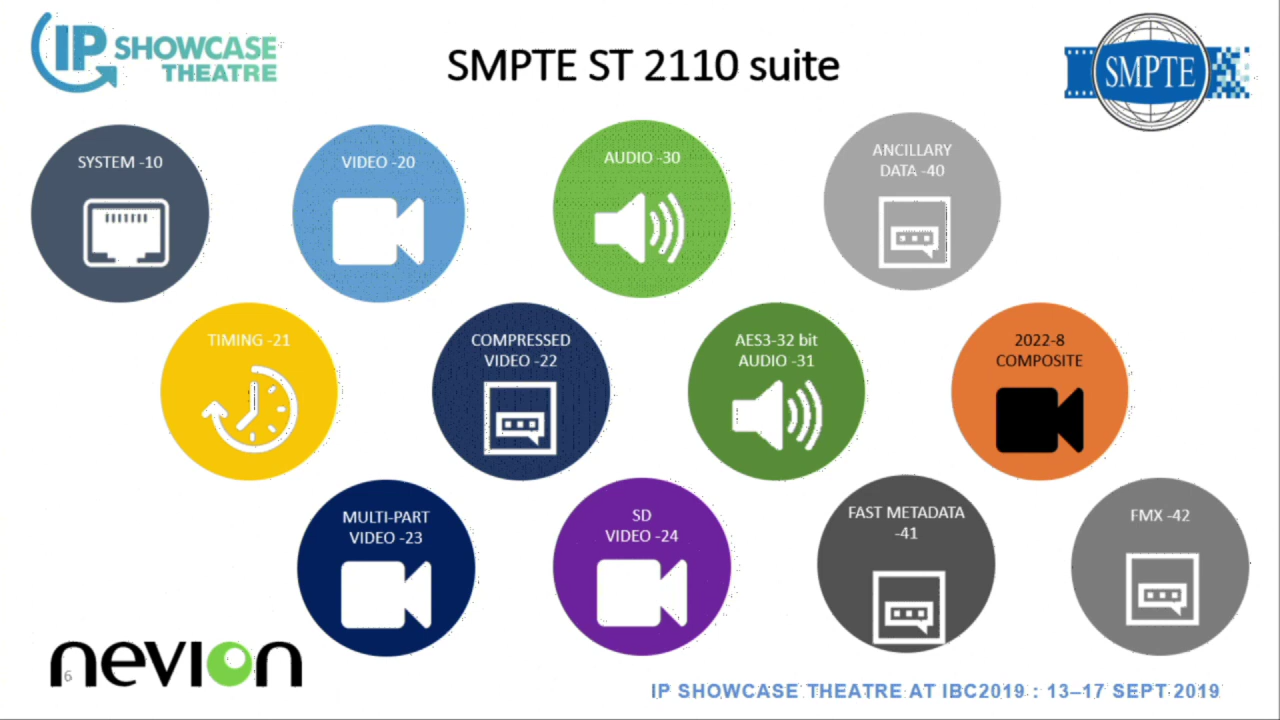 IP SHOWCASE
THEATRE
SMPTE ST 2110 suite
SMPTE
SYSTEM -10
VIDEO -20
AUDIO -30
ANCILLARY
DATA -40
TIMING -21
COMPRESSED
VIDEO -22
AES3-32 bit
AUDIO -31
2022-8
COMPOSITE
MULTI-PART
VIDEO -23
SD
VIDEO -24
FAST METADATA
-41
FMX -42
nevion
6
IP SHOWCASE THEATRE AT IBC2019 : 13–17 SEPT 2019